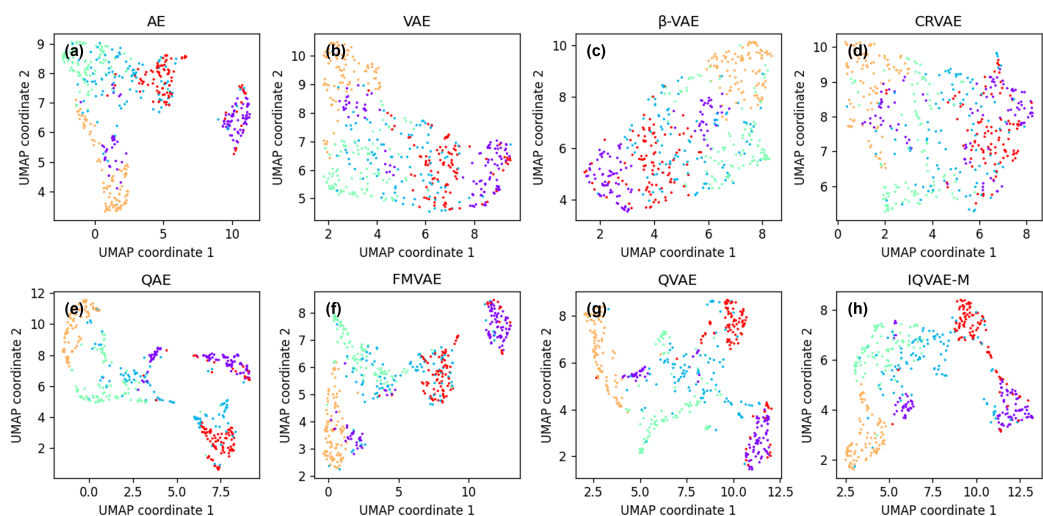 AE
VAE
β-VAE
CRVAE
(a)
(b)
(c)
(d)
9
8
7
6
5
4
0
5
10
UMAP coordinate 1
UMAP coordinate 2
10
9
8
7
6
5
2
4
6
8
UMAP coordinate 1
UMAP coordinate 2
10
8
6
4
2
4
6
8
UMAP coordinate 1
UMAP coordinate 2
10
9
8
7
6
0
2
4
6
8
UMAP coordinate 1
UMAP coordinate 2
QAE
FMVAE
QVAE
IQVAE-M
(e)
(f)
(g)
(h)
12
10
8
6
4
2
0.0
2.5
5.0
7.5
UMAP coordinate 1
UMAP coordinate 2
8
7
6
5
4
3
2
0
5
10
UMAP coordinate 1
UMAP coordinate 2
8
6
4
2
2.5
5.0
7.5
10.0
12.5
UMAP coordinate 1
UMAP coordinate 2
8
6
4
2
2.5
5.0
7.5
10.0
12.5
UMAP coordinate 1
UMAP coordinate 2